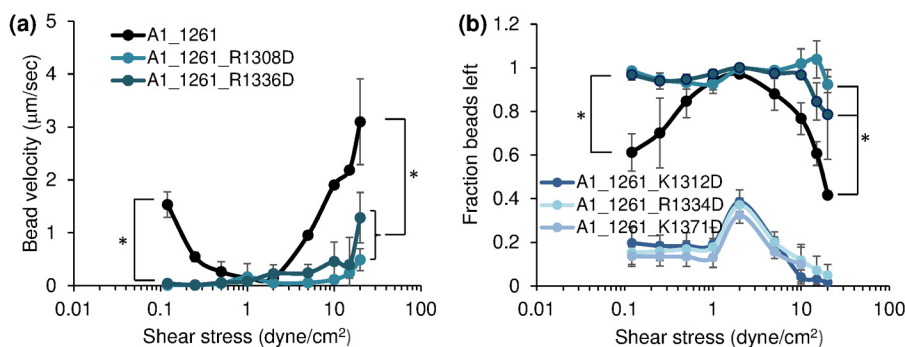 (a)
Bead velocity (µm/sec)
5
4
3
2
1
0
A1_1261
A1_1261_R1308D
A1_1261_R1336D
*
*
0.01
0.1
1
10
100
Shear stress (dyne/cm²)
(b)
Fraction beads left
1.2
1
0.8
0.6
0.4
0.2
0
*
*
A1_1261_K1312D
A1_1261_R1334D
A1_1261_K1371D
0.01
0.1
1
10
100
Shear stress (dyne/cm²)